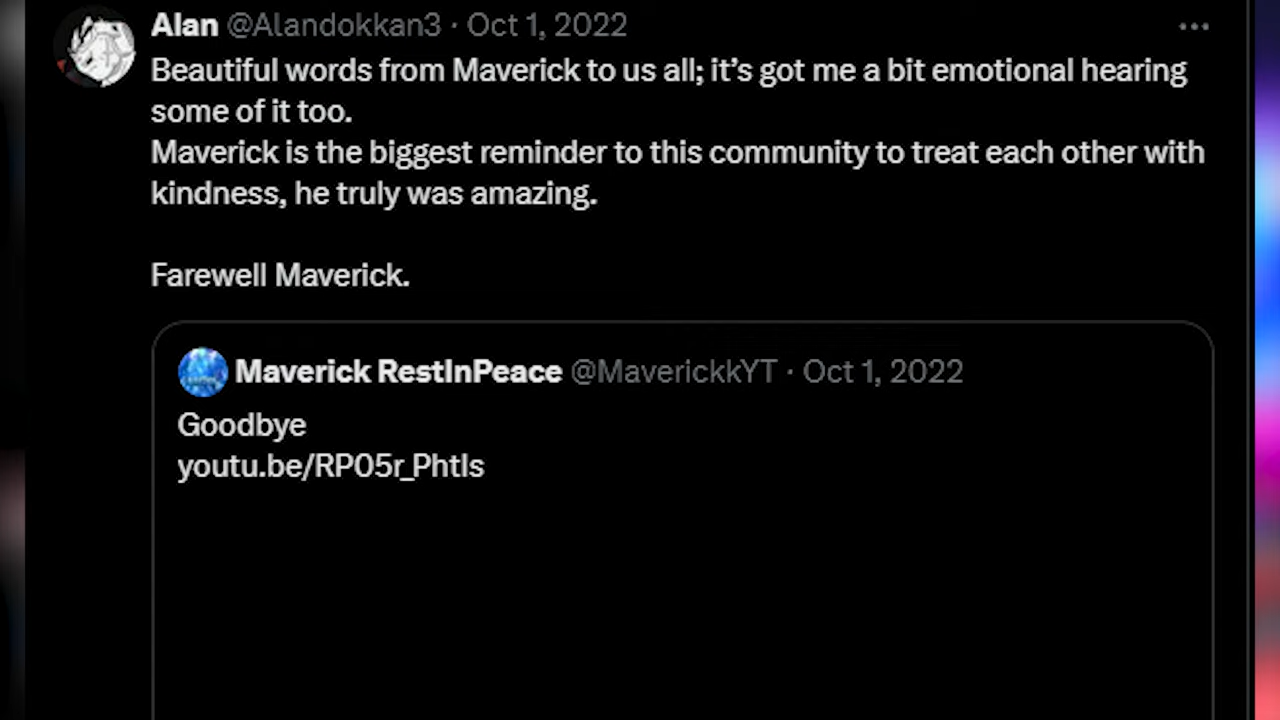 Alan @Alandokkan3 · Oct 1, 2022
Beautiful words from Maverick to us all; it's got me a bit emotional hearing
some of it too.
Maverick is the biggest reminder to this community to treat each other with
kindness, he truly was amazing.
Farewell Maverick.
Maverick RestInPeace @MaverickkYT · Oct 1, 2022
Goodbye
youtu.be/RP05r_Phtls